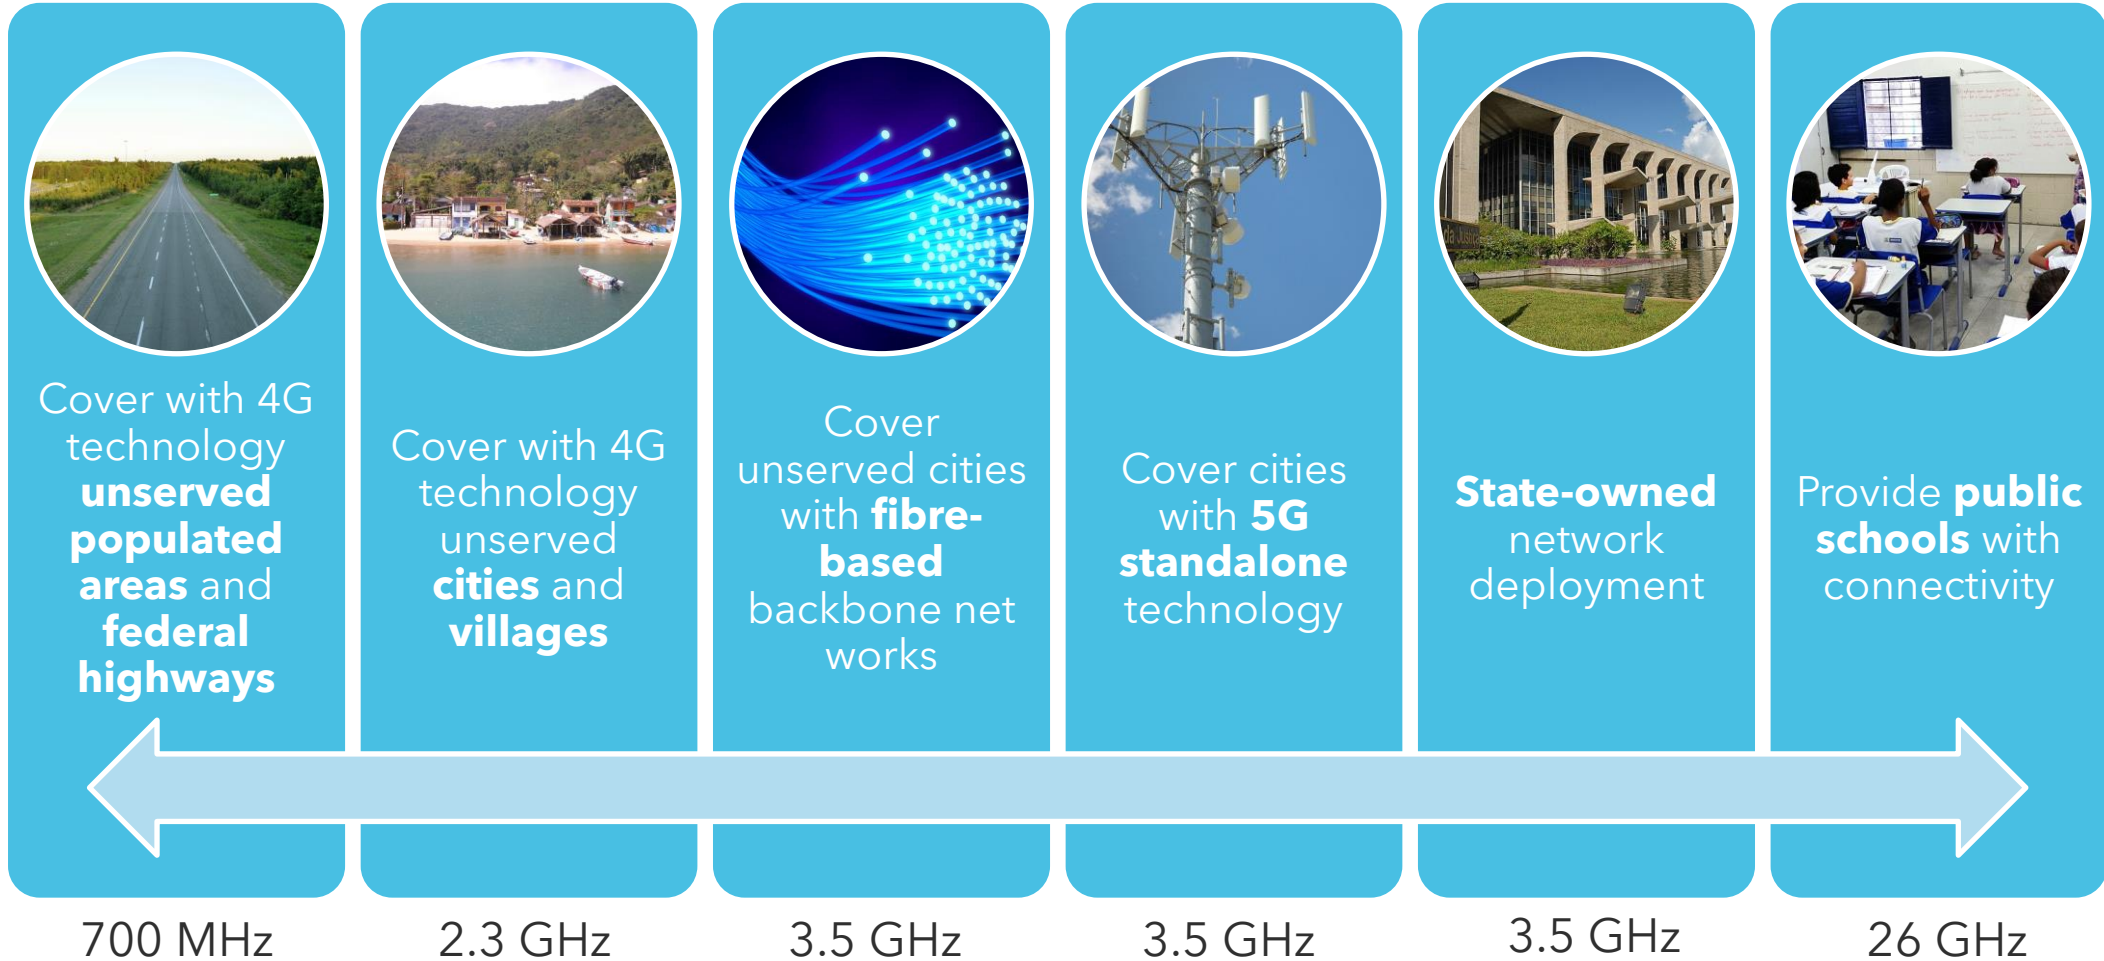 Cover with 4G
technology
unserved
populated
areas and
federal
highways
700 MHz
Cover with 4G
technology
unserved
cities and
villages
2.3 GHz
Cover
unserved cities
with fibre-
based
backbone net
works
3.5 GHz
Cover cities
with 5G
standalone
technology
3.5 GHz
da Justiça
State-owned
network
deployment
3.5 GHz
Provide public
schools with
connectivity
26 GHz